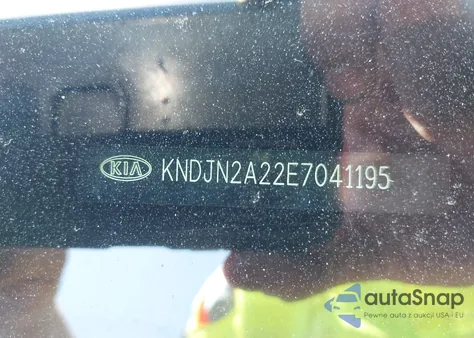 KIA KNDJN2A22E7041195
autaSnap
Pewne auta z aukcji USA i EU